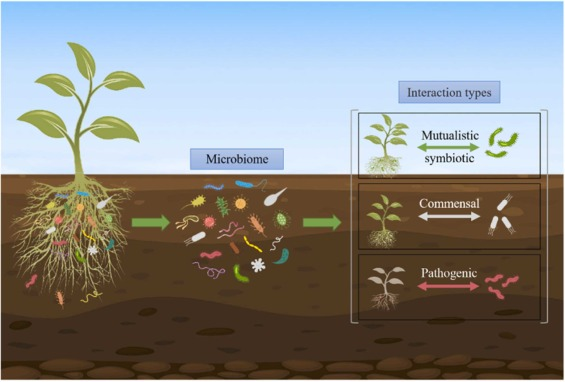 Interaction types
Microbiome
Mutualistic
symbiotic
Commensal
Pathogenic